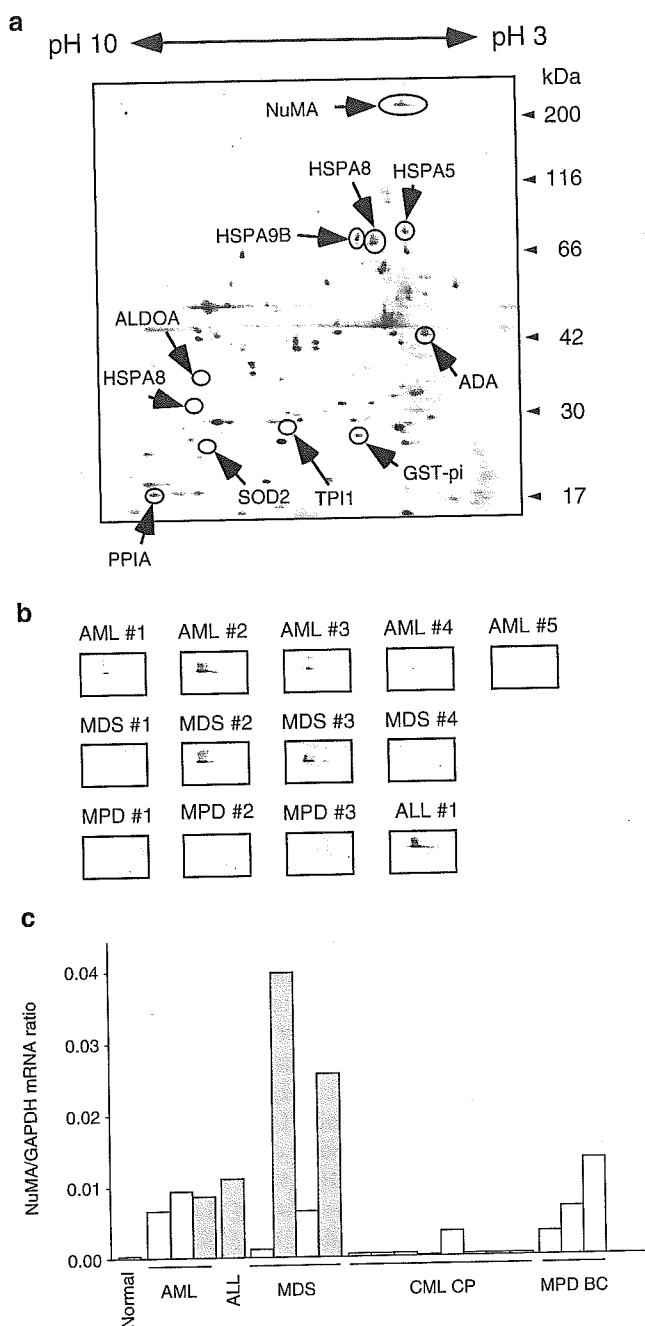 a
pH 10 pH 3
kDa
NuMA
200
HSPA8 HSPA5
116
HSPA9B
66
ALDOA
42
HSPA8
ADA
30
GST-pi
SOD2 TPI1
17
PPIA
b
AML #1 AML #2 AML #3 AML #4 AML #5
MDS #1 MDS #2 MDS #3 MDS #4
MPD #1 MPD #2 MPD #3 ALL #1
c
NuMA/GAPDH mRNA ratio
0.04
0.03
0.02
0.01
0.00
Normal AML ALL MDS CML CP MPD BC